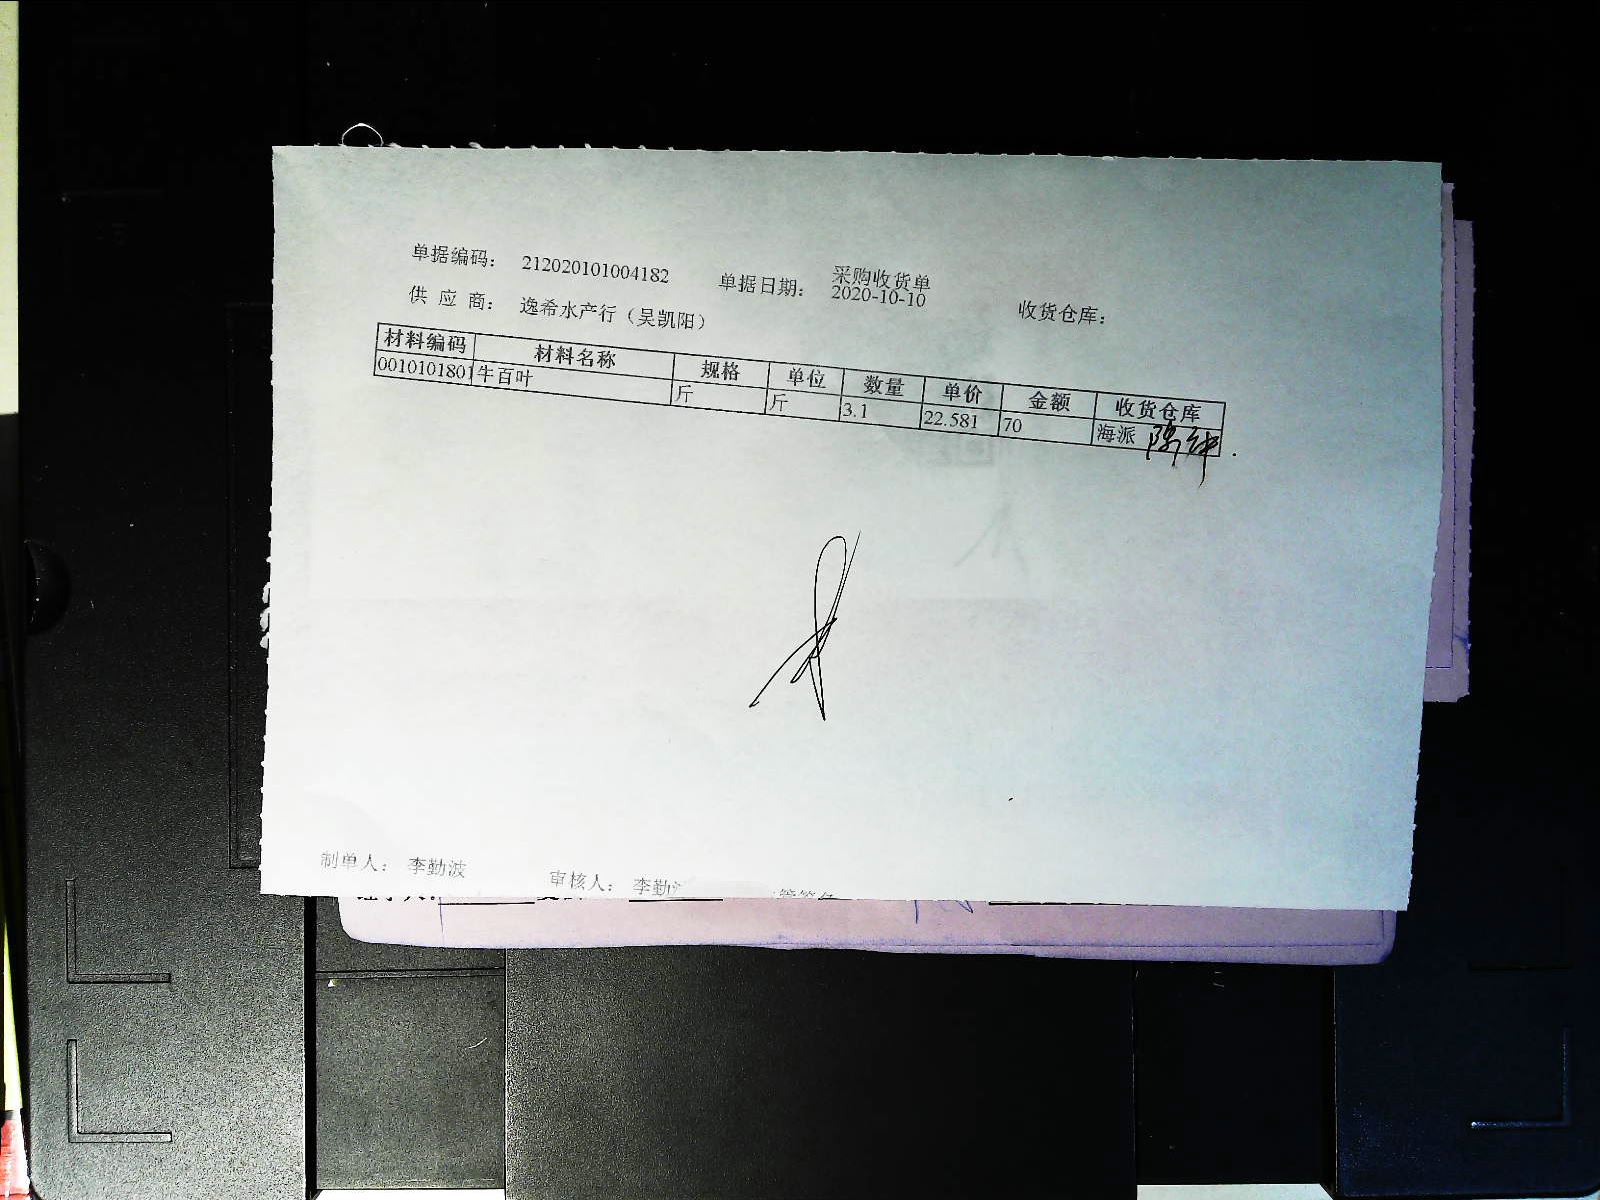 采购收货单
单据编码: 212020101004182 单据日期: 2020-10-10 收货仓库:
供 应 商: 逸希水产行（吴凯阳）
材料编码 材料名称 规格 单位 数量 单价 金额 收货仓库
0010101801 牛百叶 斤 斤 3.1 22.581 70 海派
制单人: 李勤波 审核人: 李勤